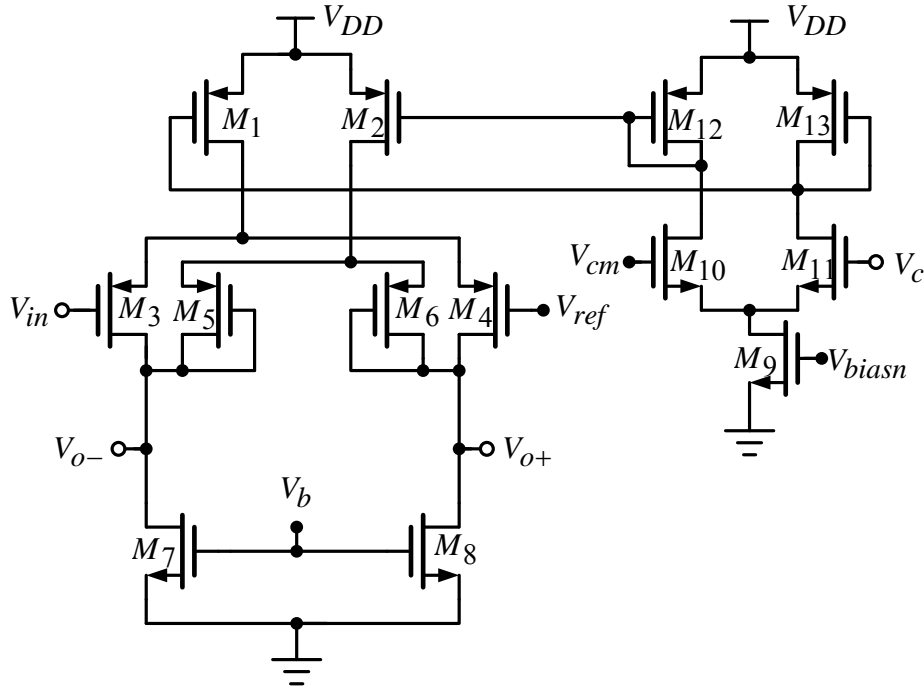 V_DD
V_DD
M_1
M_2
M_12
M_13
V_in
M_3
M_5
M_6
M_4
V_ref
V_cm
M_10
M_11
V_c
M_9
V_biasn
V_o−
V_o+
V_b
M_7
M_8